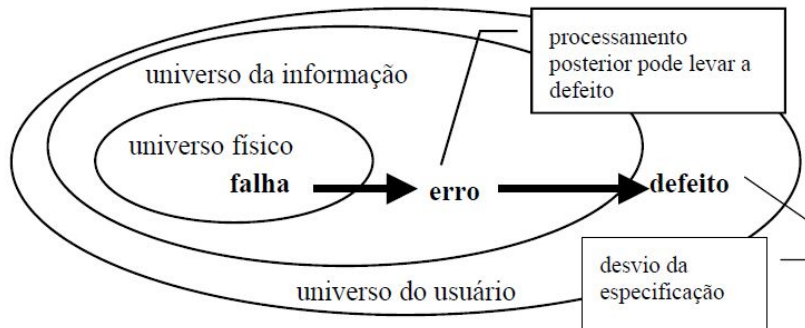 processamento
posterior pode levar a
defeito
universo da informação
universo físico
falha
erro
defeito
desvio da
especificação
universo do usuário